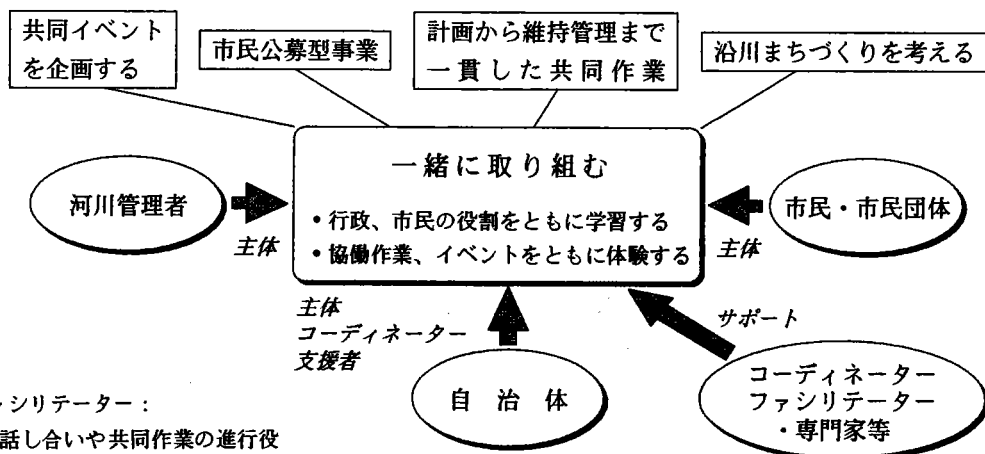 共同イベント
を企画する
市民公募型事業
計画から維持管理まで
一貫した共同作業
沿川まちづくりを考える
一緒に取り組む
・行政、市民の役割をともに学習する
・協働作業、イベントをともに体験する
河川管理者
主体
市民・市民団体
主体
主体
コーディネーター
支援者
自治体
サポート
コーディネーター
ファシリテーター
・専門家等
シリテーター：
話し合いや共同作業の進行役